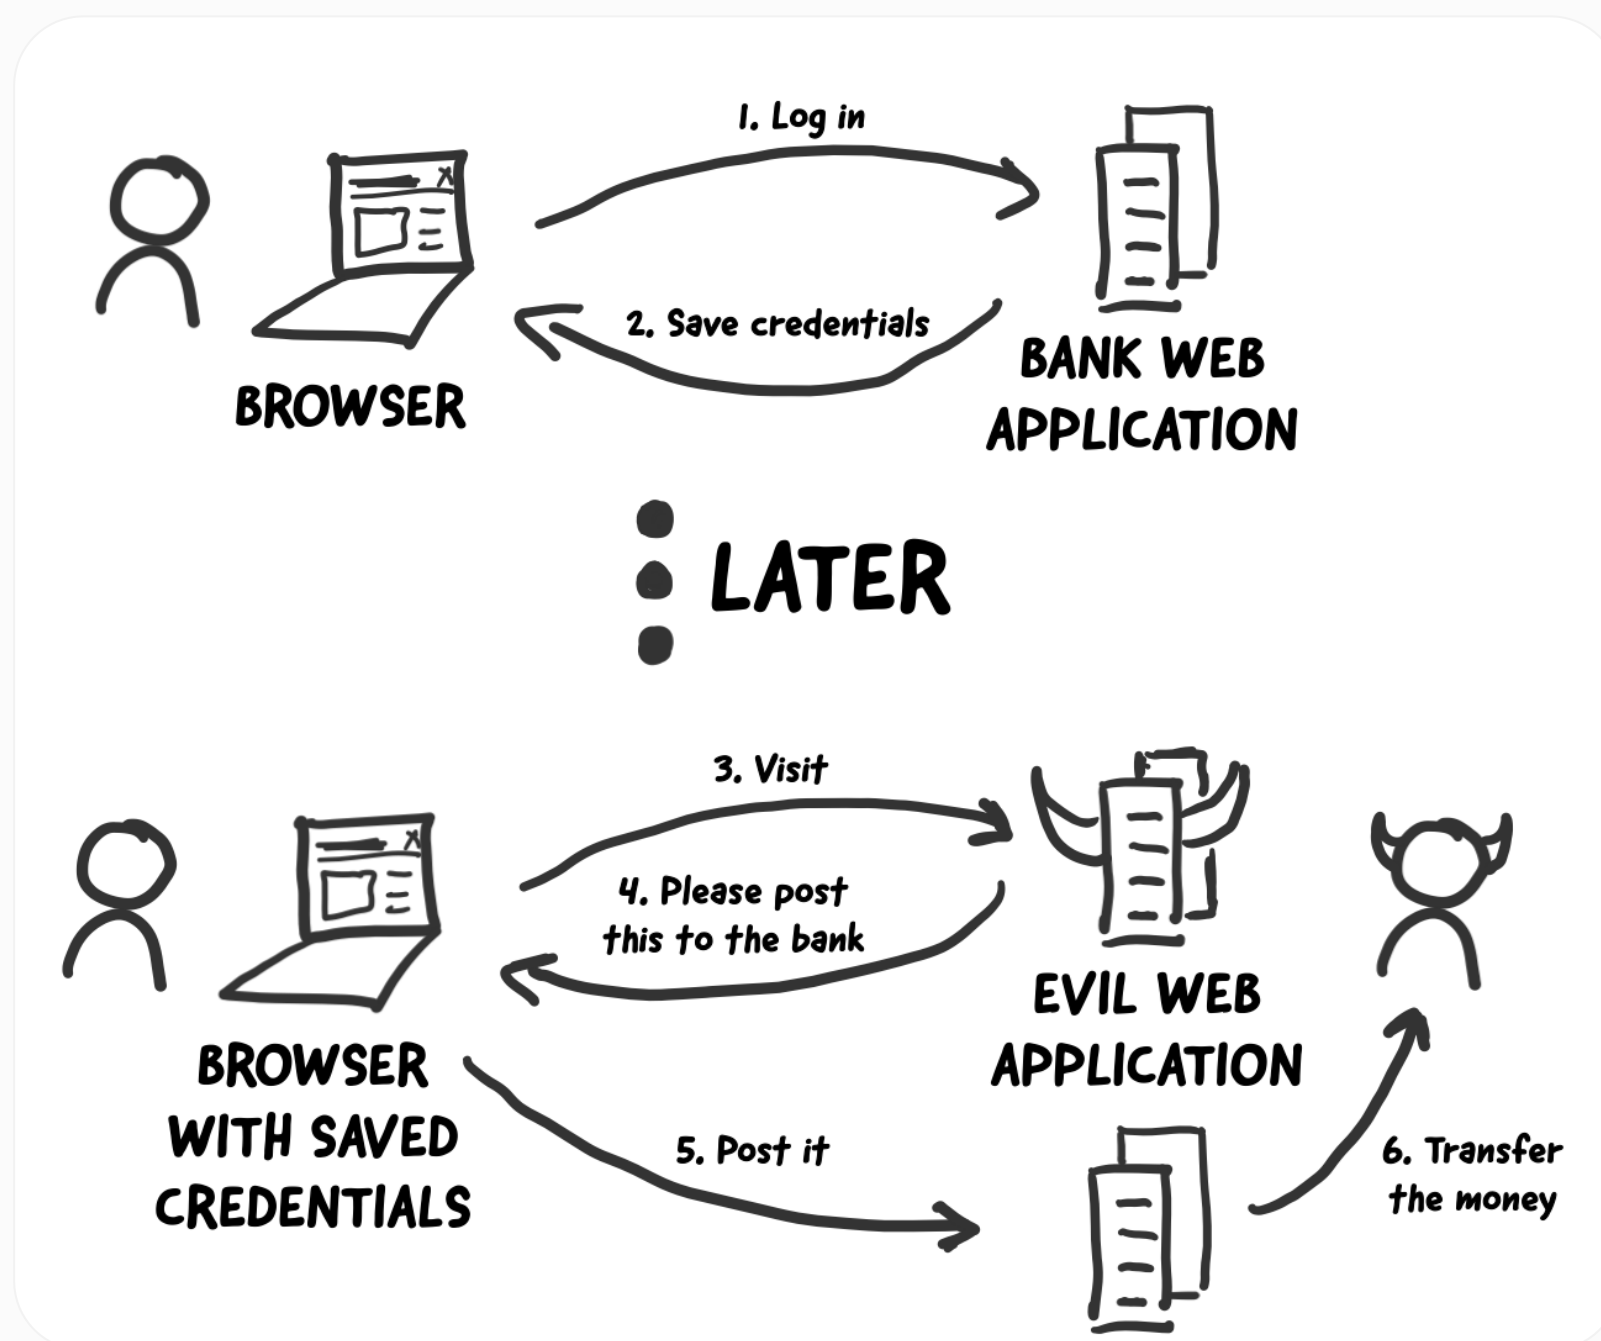 1. Log in
2. Save credentials
BROWSER
BANK WEB
APPLICATION
LATER
3. Visit
4. Please post
this to the bank
EVIL WEB
APPLICATION
BROWSER
WITH SAVED
CREDENTIALS
5. Post it
6. Transfer
the money